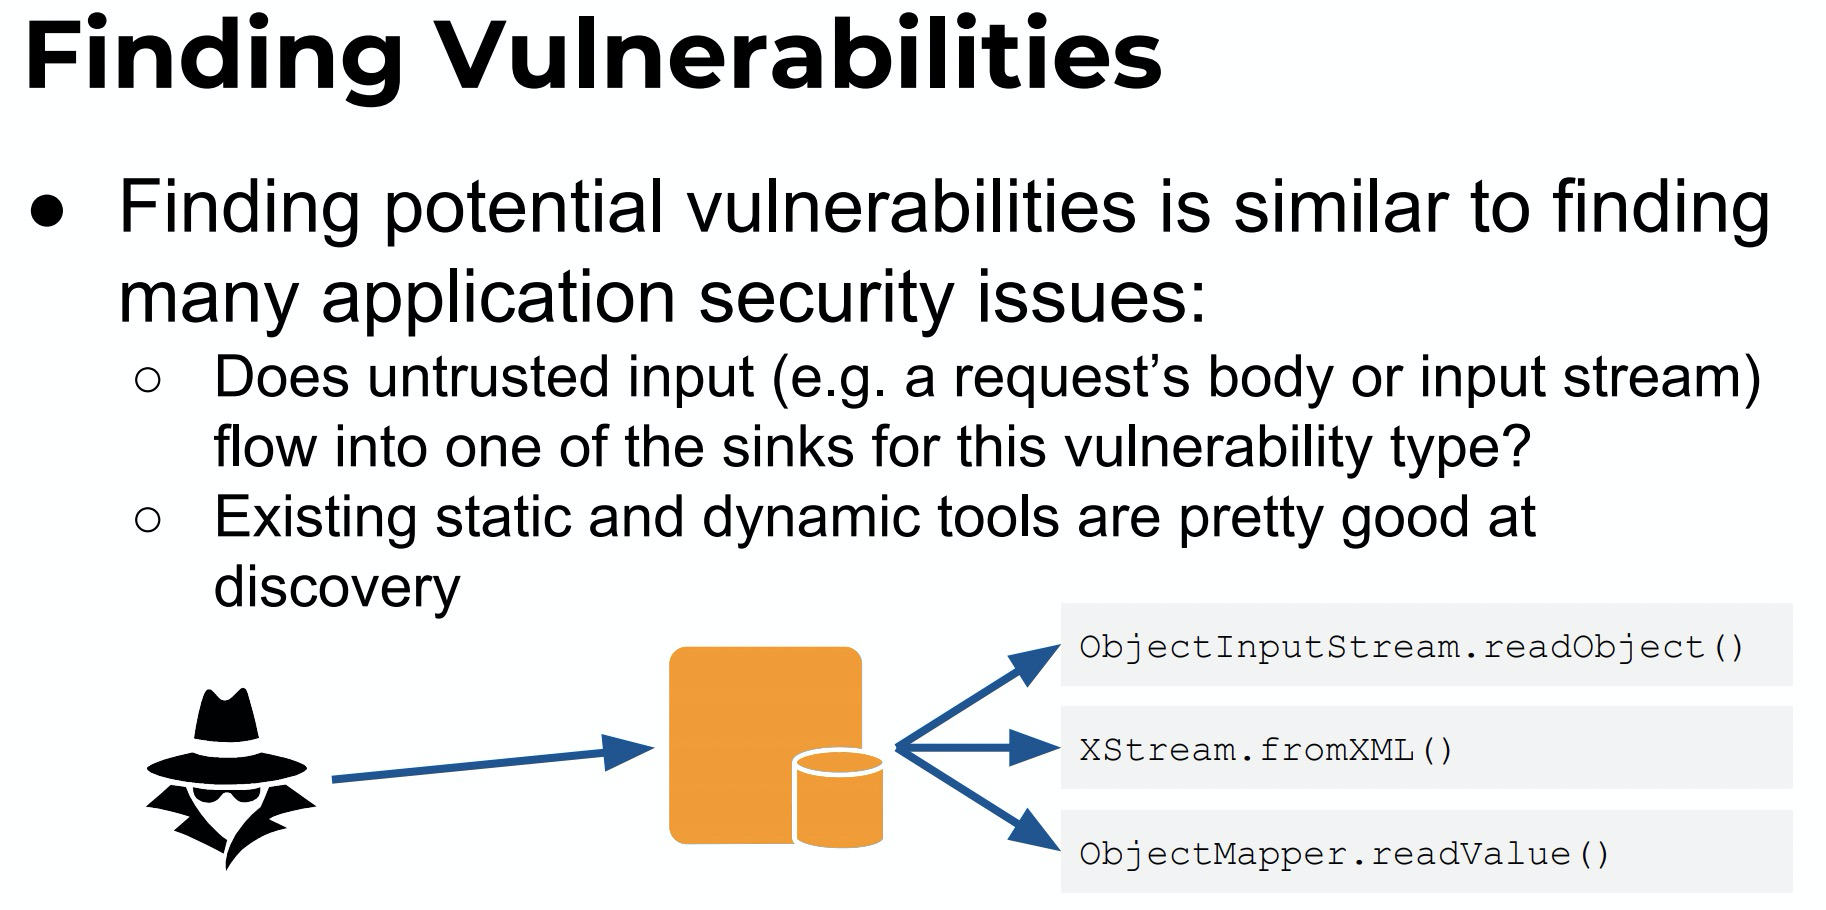 Finding Vulnerabilities
● Finding potential vulnerabilities is similar to finding
many application security issues:
○ Does untrusted input (e.g. a request’s body or input stream)
flow into one of the sinks for this vulnerability type?
○ Existing static and dynamic tools are pretty good at
discovery
ObjectInputStream.readObject()
XStream.fromXML()
ObjectMapper.readValue()